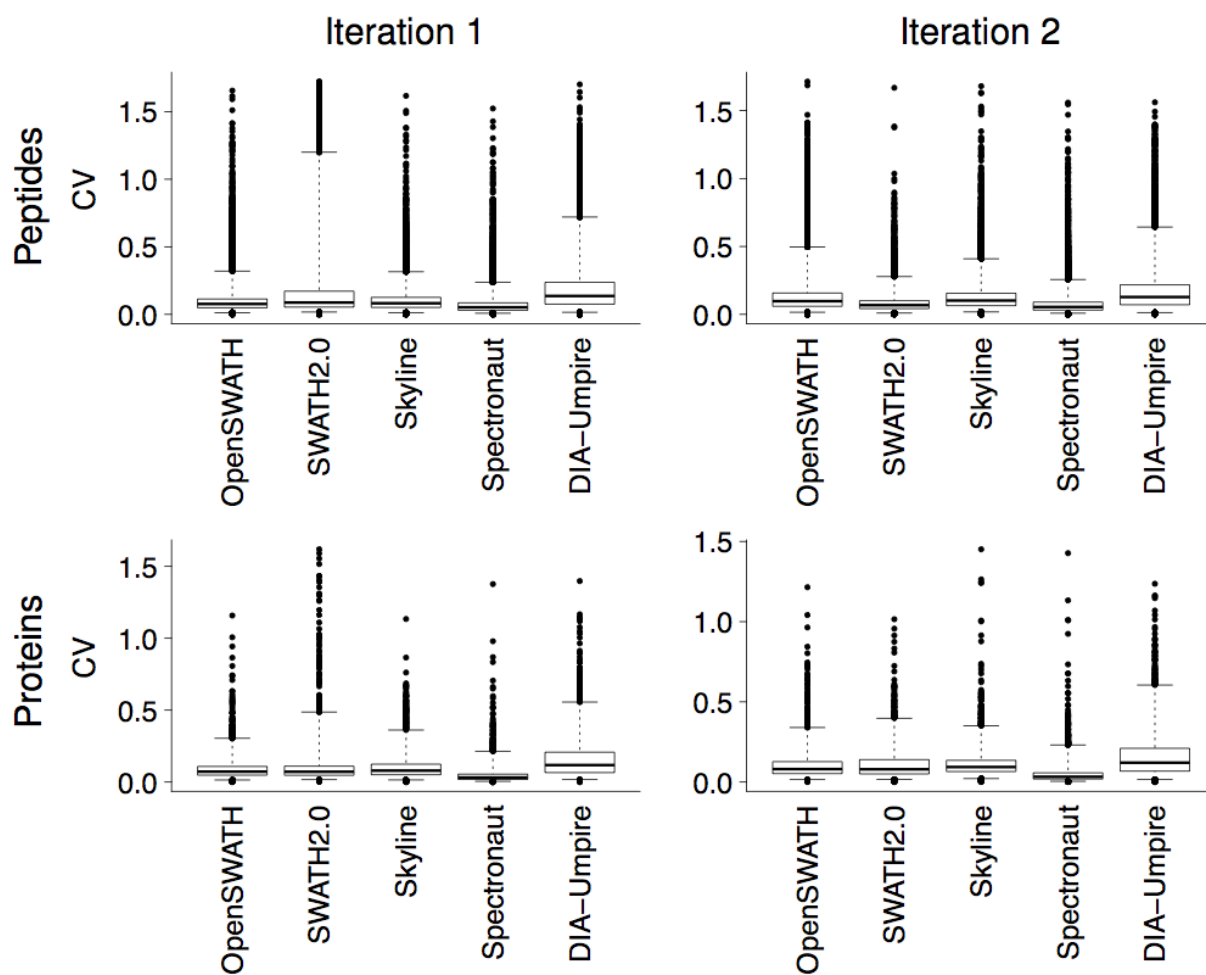 Iteration 1
Iteration 2
Peptides
CV
1.5
1.0
0.5
0.0
OpenSWATH
SWATH2.0
Skyline
Spectronaut
DIA−Umpire
1.5
1.0
0.5
0.0
OpenSWATH
SWATH2.0
Skyline
Spectronaut
DIA−Umpire
Proteins
CV
1.5
1.0
0.5
0.0
OpenSWATH
SWATH2.0
Skyline
Spectronaut
DIA−Umpire
1.5
1.0
0.5
0.0
OpenSWATH
SWATH2.0
Skyline
Spectronaut
DIA−Umpire